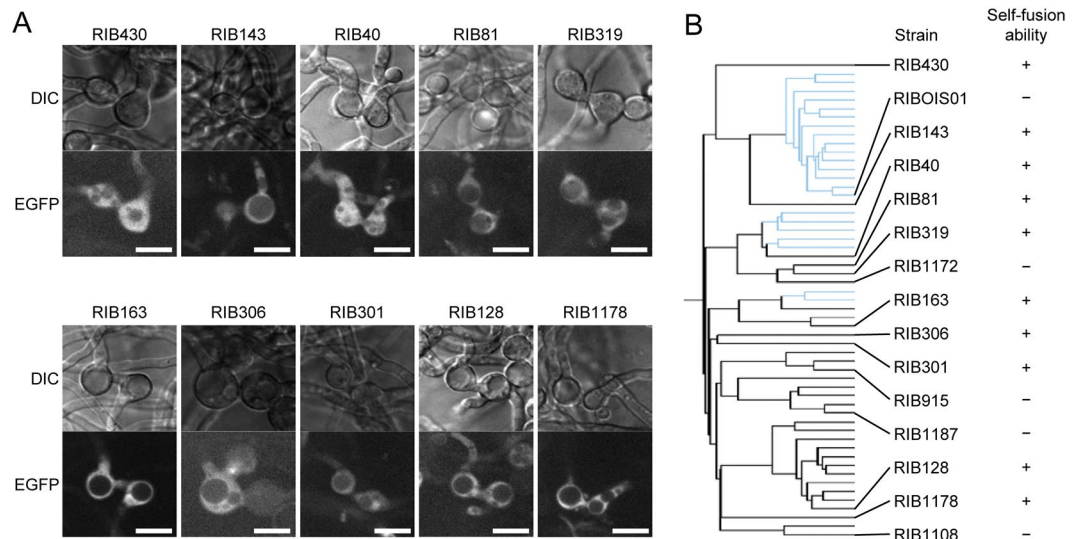 A
RIB430 RIB143 RIB40 RIB81 RIB319
DIC
EGFP
RIB163 RIB306 RIB301 RIB128 RIB1178
DIC
EGFP
B
Self-fusion
Strain ability
RIB430 +
RIBOIS01 −
RIB143 +
RIB40 +
RIB81 +
RIB319 +
RIB1172 −
RIB163 +
RIB306 +
RIB301 +
RIB915 −
RIB1187 −
RIB128 +
RIB1178 +
RIB1108 −